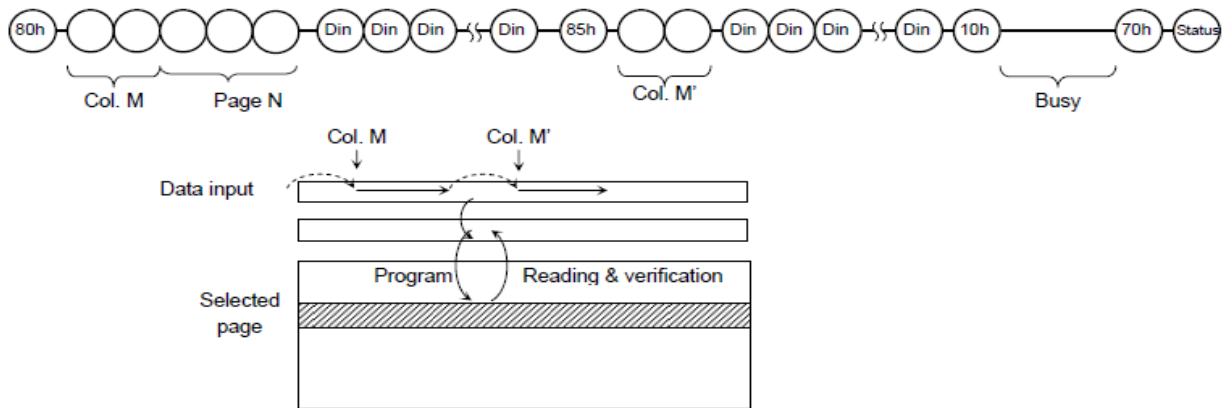 80h Din Din Din Din 85h Din Din Din Din 10h 70h Status
Col. M Page N Col. M' Busy
Col. M Col. M'
Data input
Program Reading & verification
Selected
page